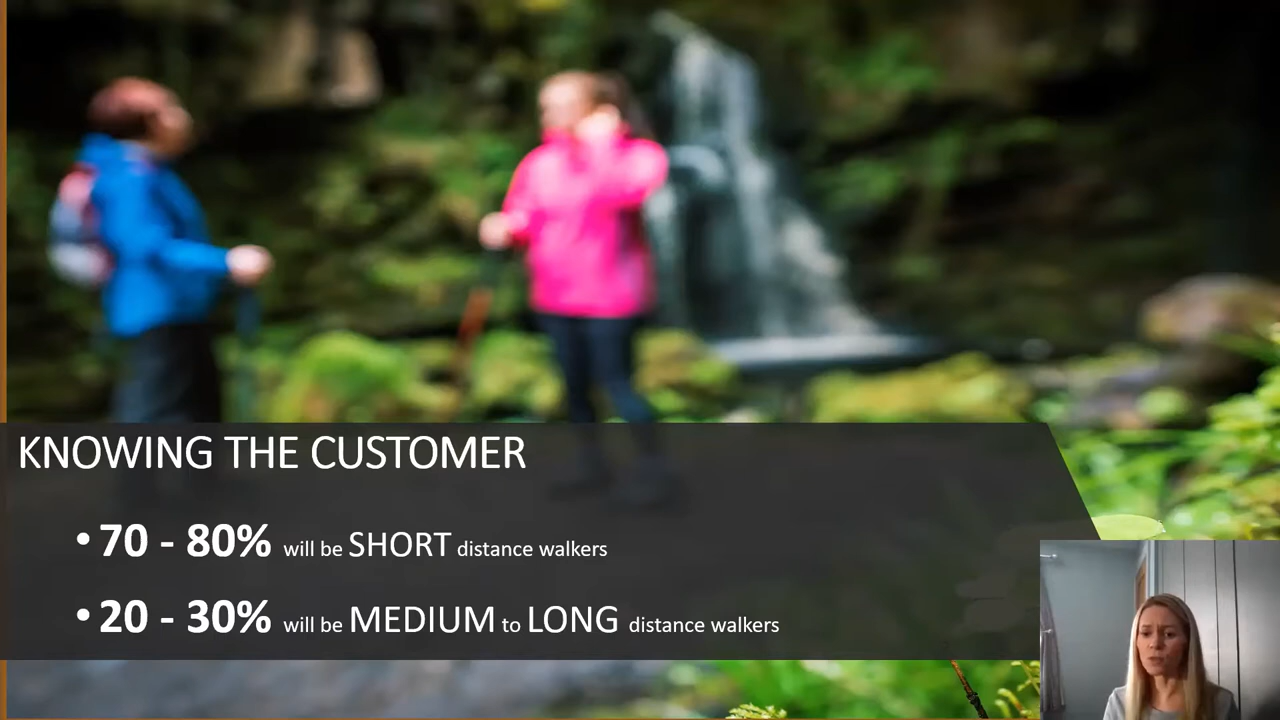 KNOWING THE CUSTOMER
• 70 - 80% will be SHORT distance walkers
• 20 - 30% will be MEDIUM to LONG distance walkers